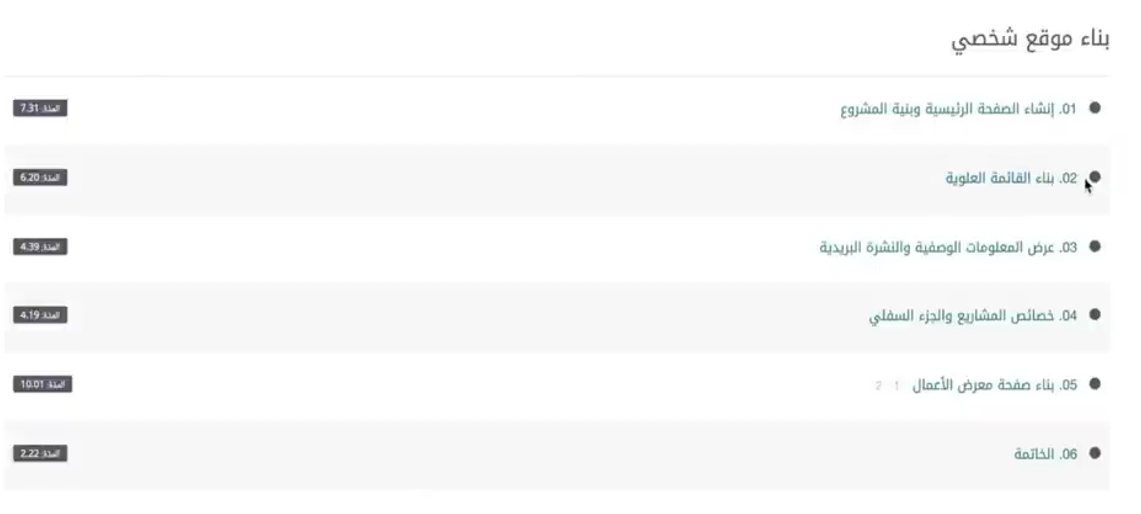 بناء موقع شخصي
01. إنشاء الصفحة الرئيسية وبنية المشروع المدة: 7.31
02. بناء القائمة العلوية المدة: 6.20
03. عرض المعلومات الوصفية والنشرة البريدية المدة: 4.39
04. خصائص المشاريع والجزء السفلي المدة: 4.19
05. بناء صفحة معرض الأعمال 1 2 المدة: 10.01
06. الخاتمة المدة: 2.22